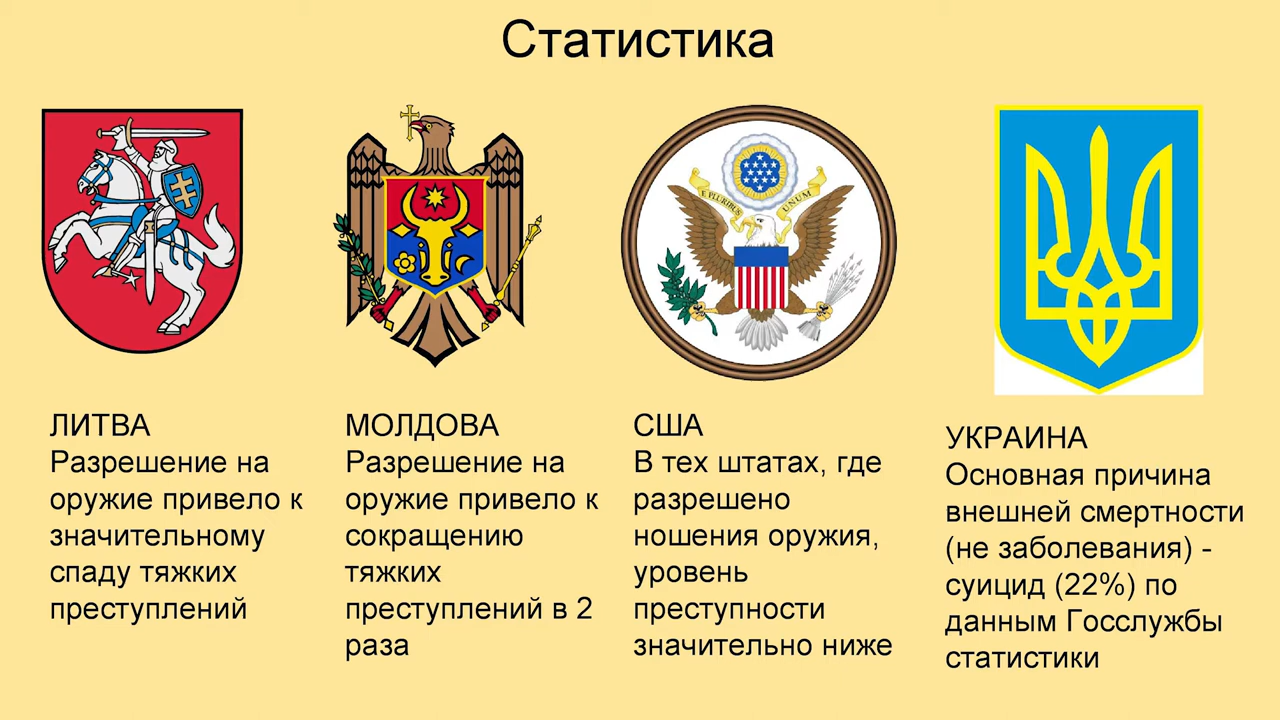 Статистика
E PLURIBUS UNUM
ЛИТВА
Разрешение на
оружие привело к
значительному
спаду тяжких
преступлений
МОЛДОВА
Разрешение на
оружие привело к
сокращению
тяжких
преступлений в 2
раза
США
В тех штатах, где
разрешено
ношения оружия,
уровень
преступности
значительно ниже
УКРАИНА
Основная причина
внешней смертности
(не заболевания) -
суицид (22%) по
данным Госслужбы
статистики